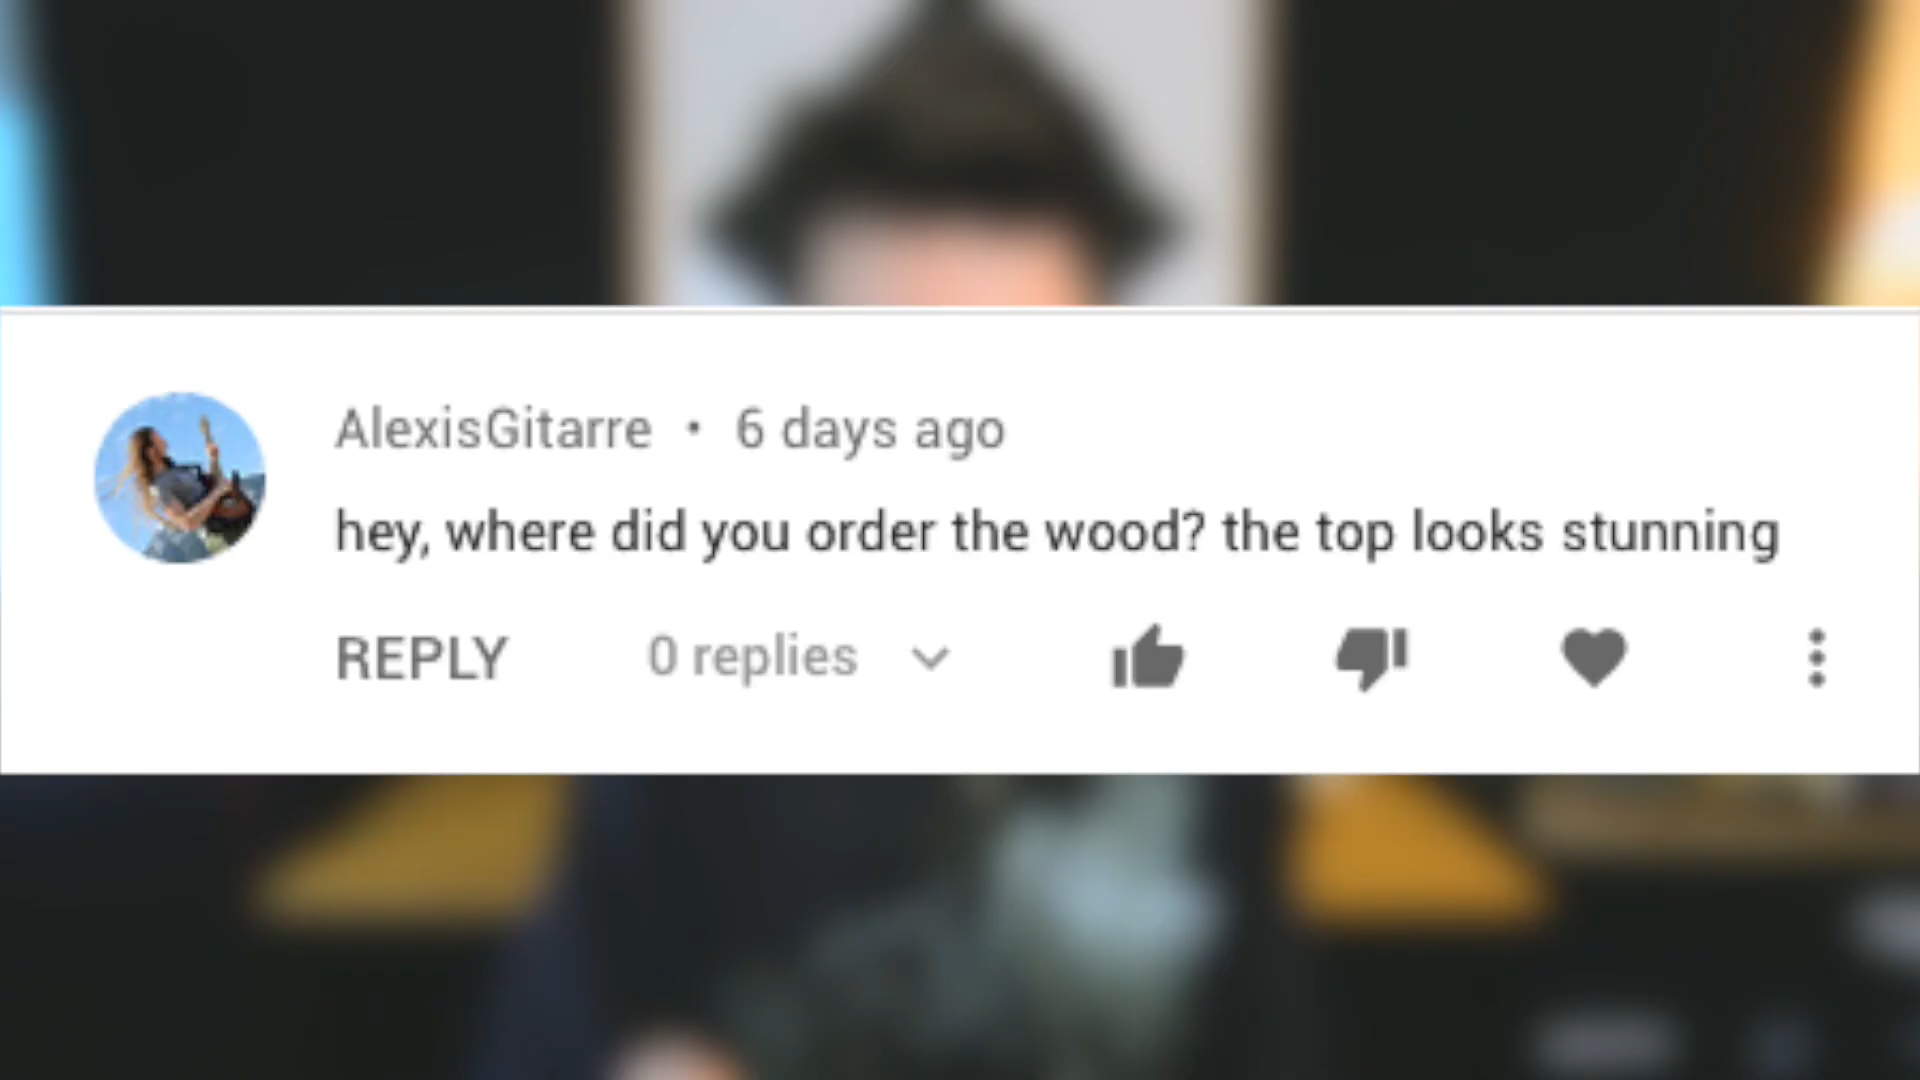 AlexisGitarre • 6 days ago
hey, where did you order the wood? the top looks stunning
REPLY 0 replies